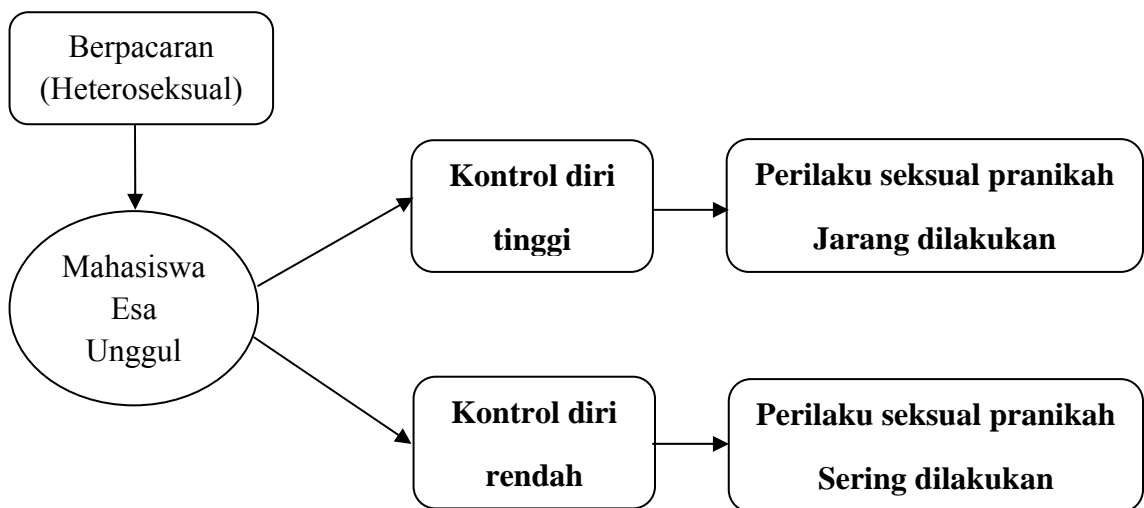 Berpacaran
(Heteroseksual)
Mahasiswa
Esa
Unggul
Kontrol diri
tinggi
Perilaku seksual pranikah
Jarang dilakukan
Kontrol diri
rendah
Perilaku seksual pranikah
Sering dilakukan